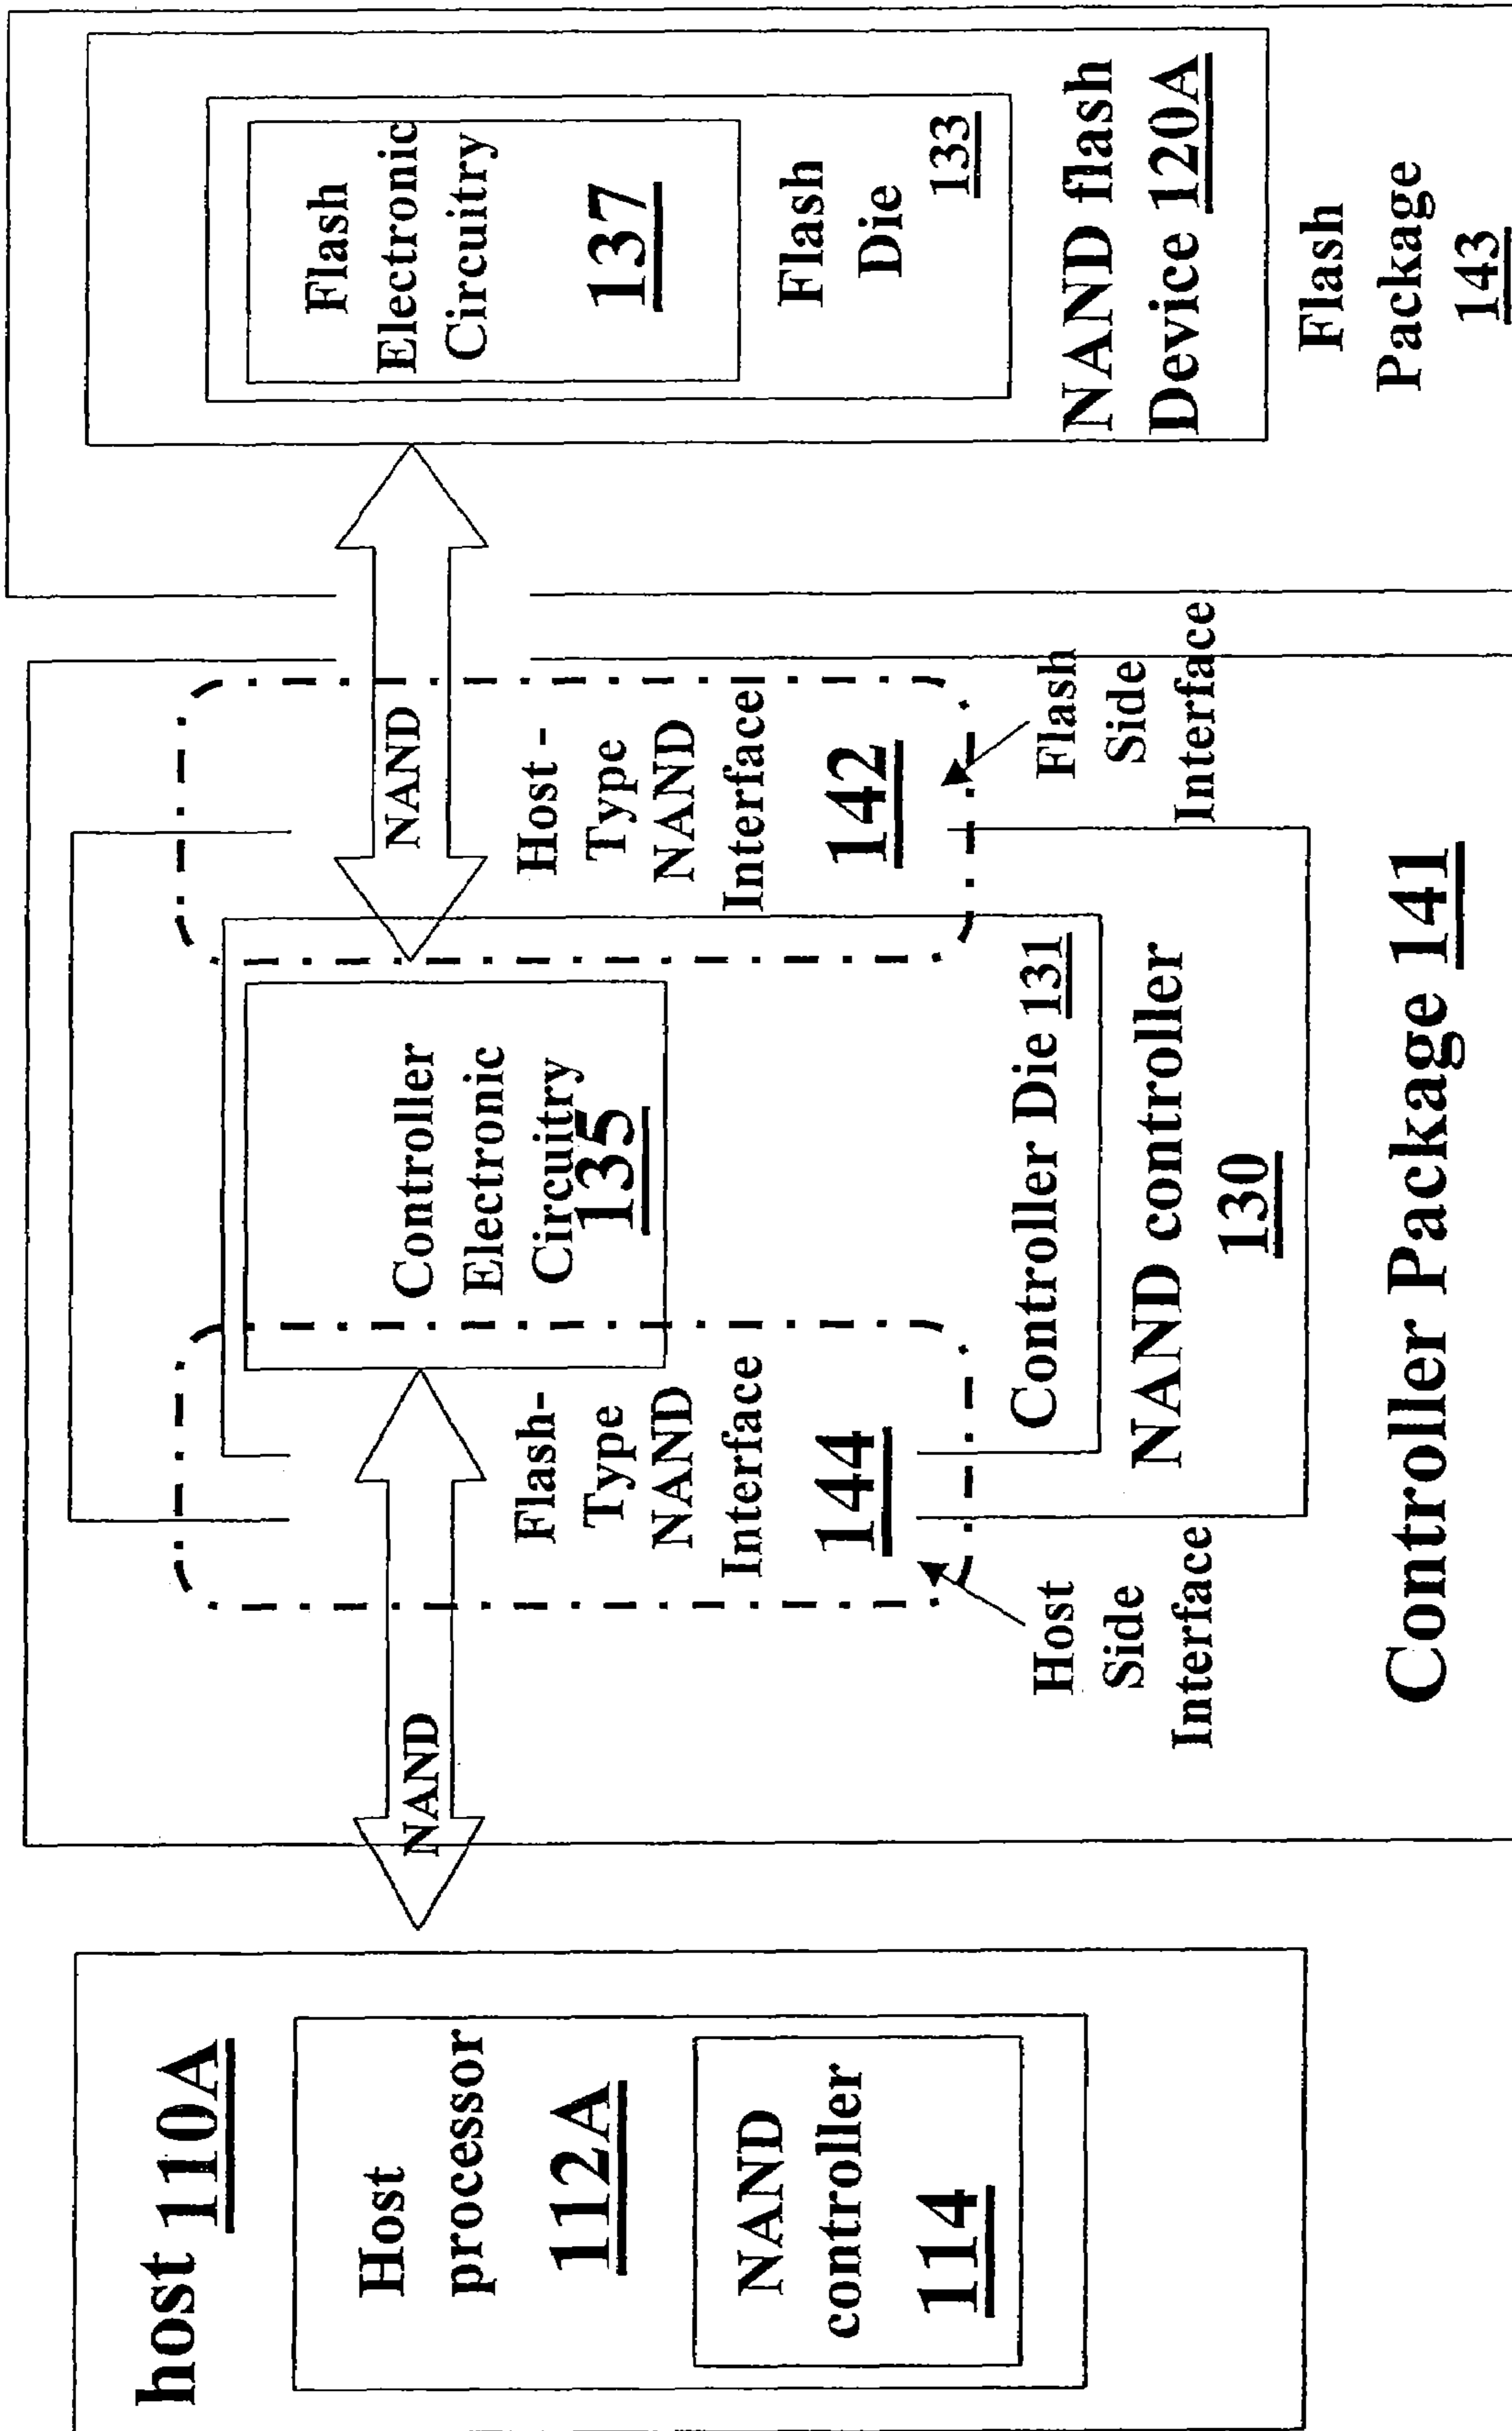 host 110A
Host
processor
112A
NAND
controller
114
NAND
Flash-
Type
NAND
Interface
144
Host
Side
Interface
Controller
Electronic
Circuitry
135
Controller Die 131
NAND controller
130
Controller Package 141
NAND
Host -
Type
NAND
Interface
142
Flash
Side
Interface
Flash
Electronic
Circuitry
137
Flash
Die
133
NAND flash
Device 120A
Flash
Package
143